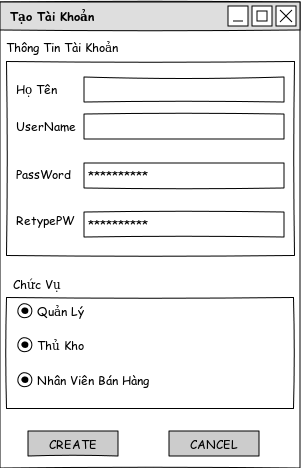 Tạo Tài Khoản
Thông Tin Tài Khoản
Họ Tên
UserName
PassWord **********
RetypePW **********
Chức Vụ
Quản Lý
Thủ Kho
Nhân Viên Bán Hàng
CREATE CANCEL